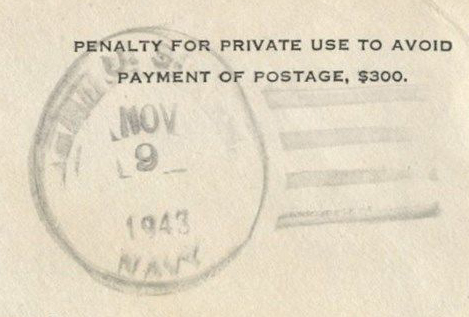 PENALTY FOR PRIVATE USE TO AVOID
PAYMENT OF POSTAGE, $300.
U. S.
NOV
9
1943
NAVY